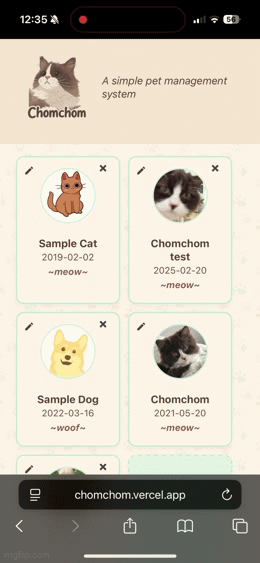 12:35
56
A simple pet management
system
Chomchom
Sample Cat
2019-02-02
~meow~
Chomchom
test
2025-02-20
~meow~
Sample Dog
2022-03-16
~woof~
Chomchom
2021-05-20
~meow~
chomchom.vercel.app
imgflip.com